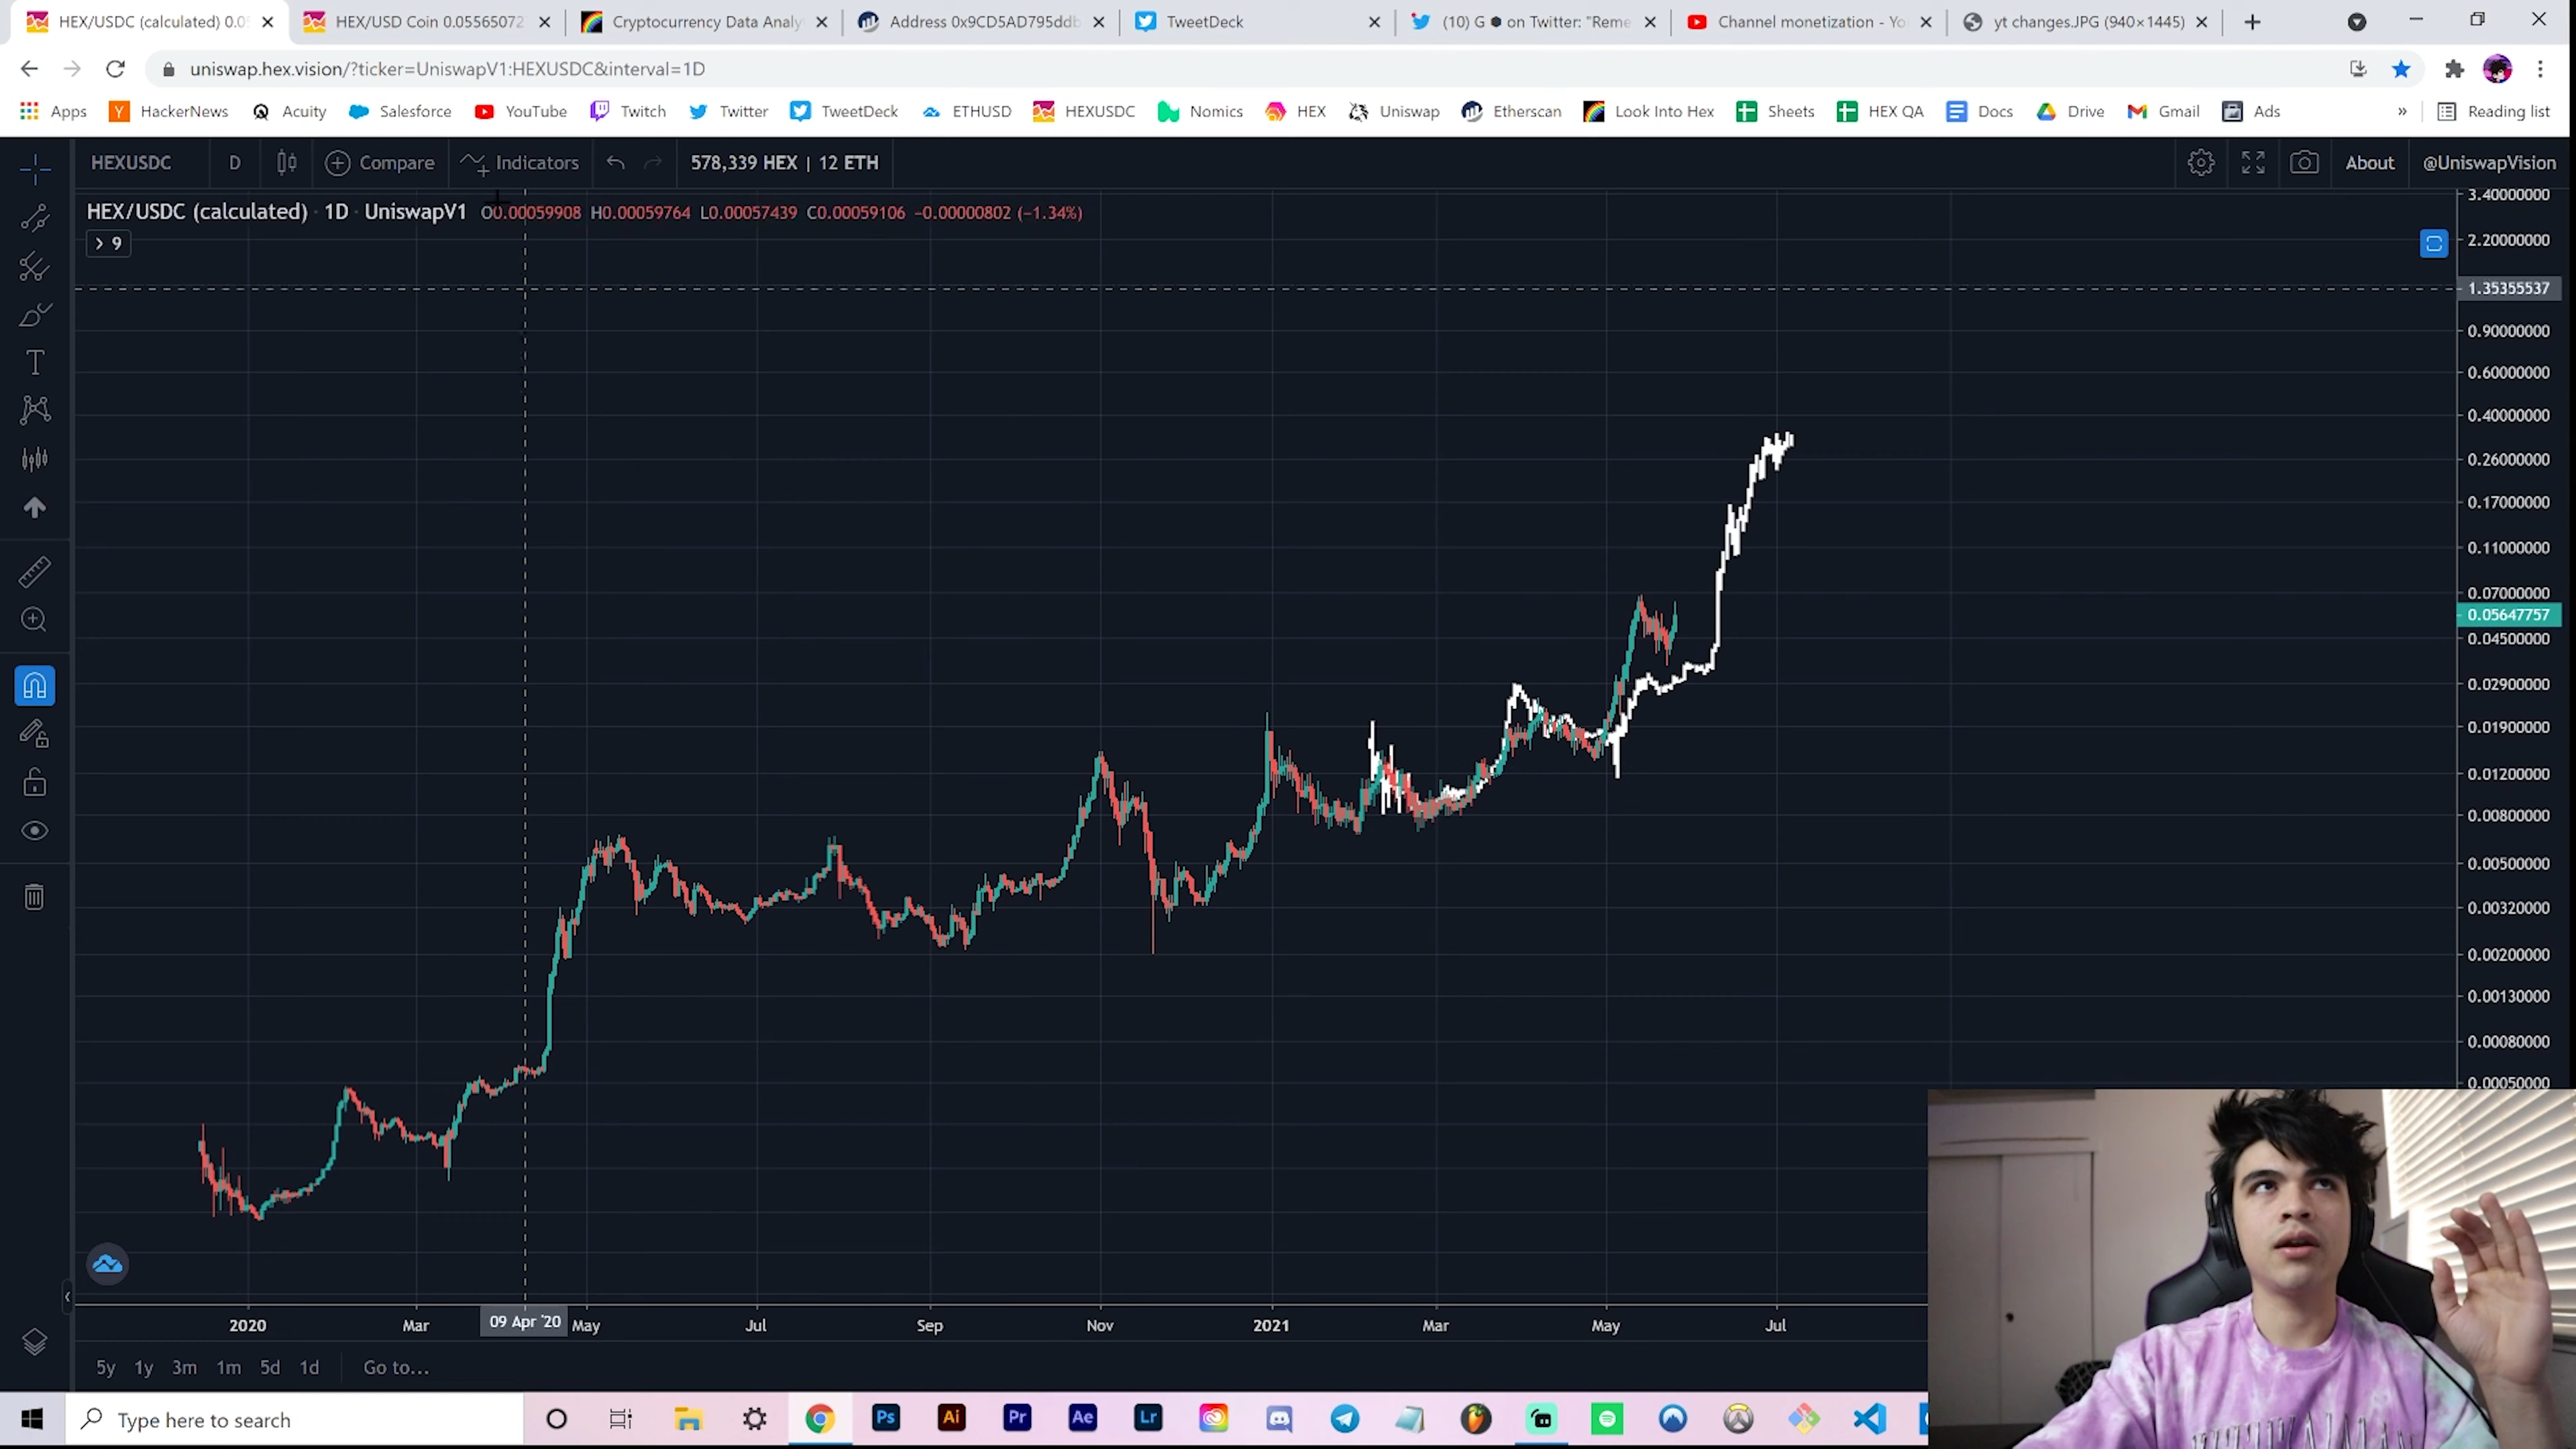 HEX/USDC (calculated) 0.05
HEX/USD Coin 0.05565072
Cryptocurrency Data Analy
Address 0x9CD5AD795ddb
TweetDeck
(10) G ⬢ on Twitter: "Reme
Channel monetization - Yo
yt changes.JPG (940×1445)
uniswap.hex.vision/?ticker=UniswapV1:HEXUSDC&interval=1D
Apps HackerNews Acuity Salesforce YouTube Twitch Twitter TweetDeck ETHUSD HEXUSDC Nomics HEX Uniswap Etherscan Look Into Hex Sheets HEX QA Docs Drive Gmail Ads » Reading list
HEXUSDC D Compare Indicators 578,339 HEX | 12 ETH About @UniswapVision
HEX/USDC (calculated) · 1D · UniswapV1 O0.00059908 H0.00059764 L0.00057439 C0.00059106 −0.00000802 (−1.34%)
9
3.40000000
2.20000000
1.35355537
0.90000000
0.60000000
0.40000000
0.26000000
0.17000000
0.11000000
0.07000000
0.05647757
0.04500000
0.02900000
0.01900000
0.01200000
0.00800000
0.00500000
0.00320000
0.00200000
0.00130000
0.00080000
0.00050000
2020 Mar 09 Apr '20 May Jul Sep Nov 2021 Mar May Jul
5y 1y 3m 1m 5d 1d Go to...
Type here to search
Ps Ai Pr Ae Lr